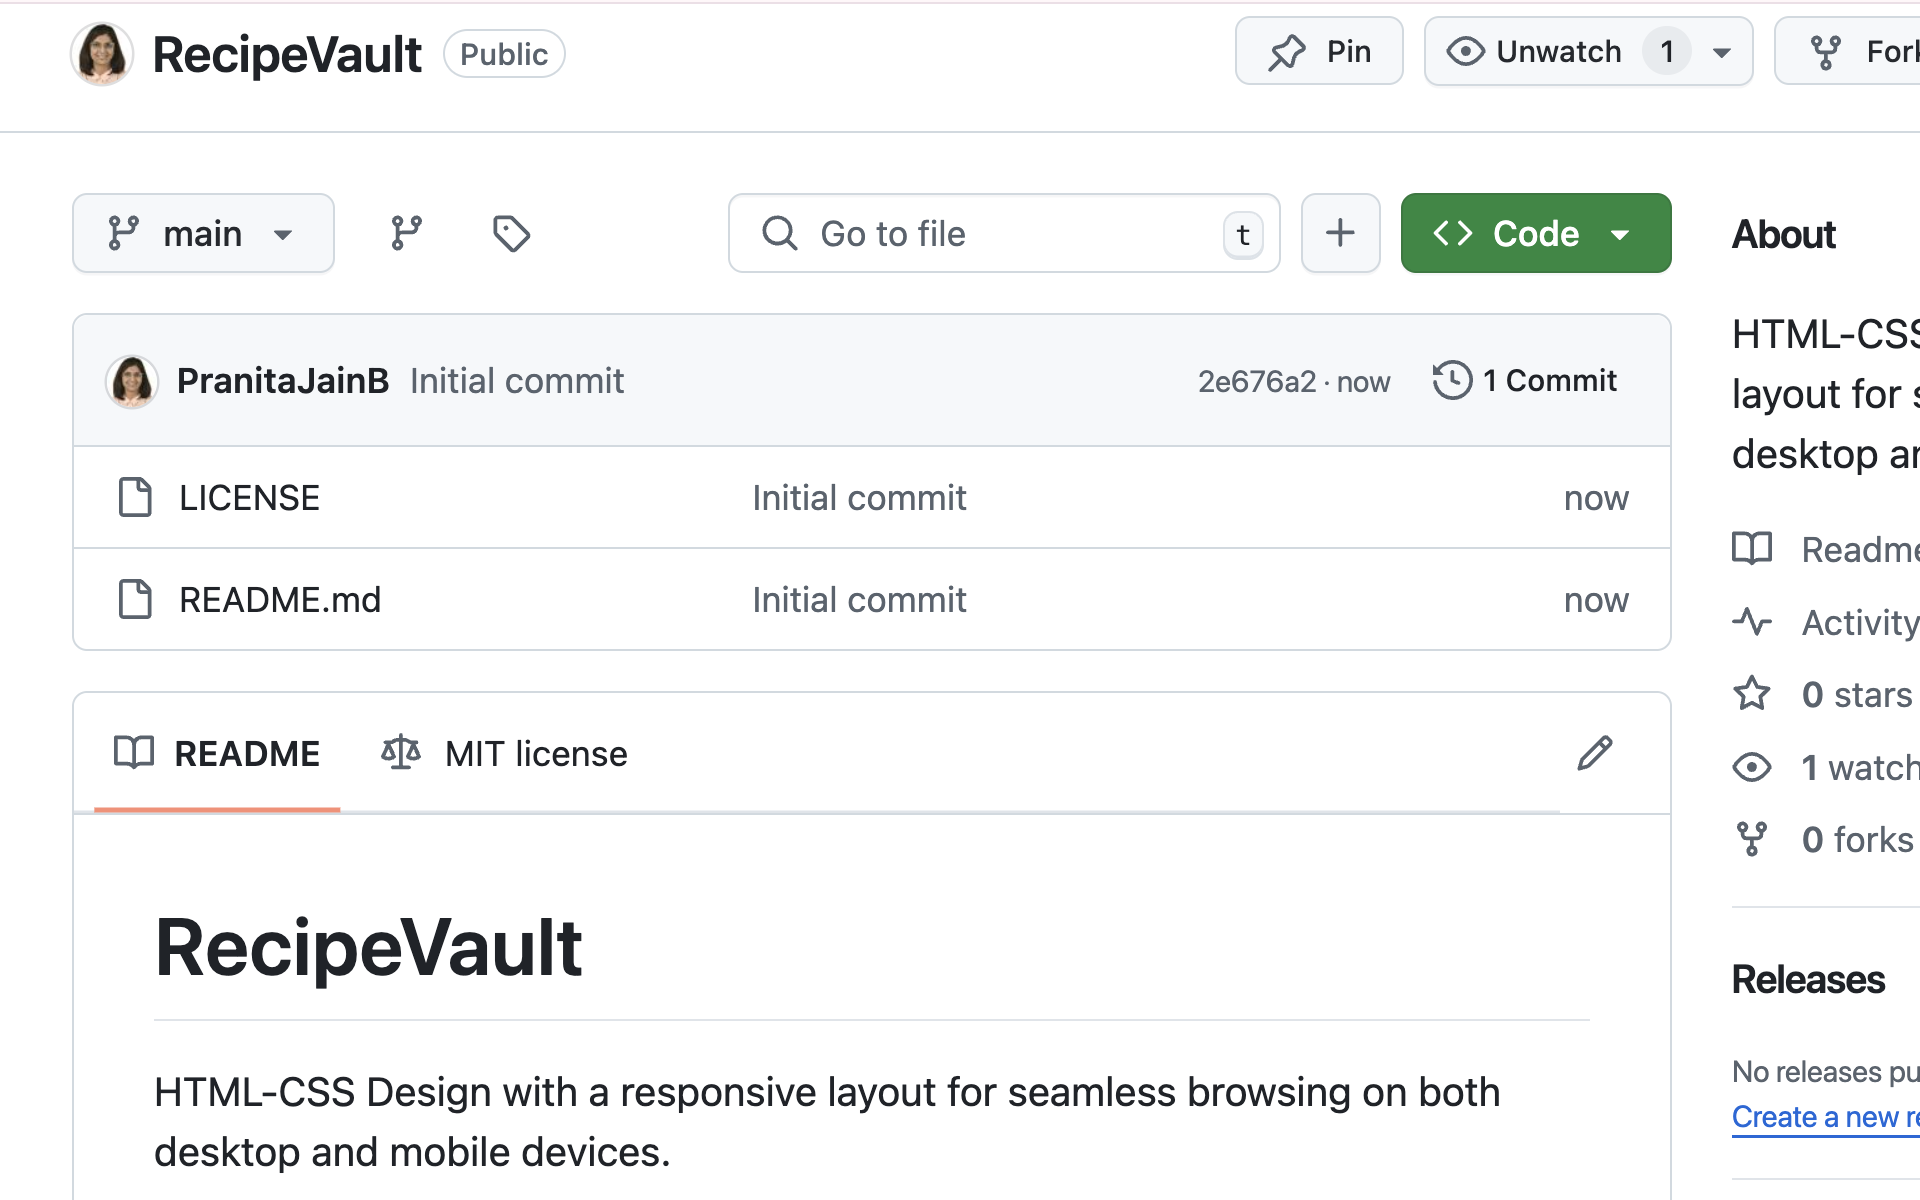 RecipeVault Public Pin Unwatch 1
main Go to file t Code About
HTML-CSS
layout for
desktop
PranitaJainB Initial commit 2e676a2 · now 1 Commit
LICENSE Initial commit now
README.md Initial commit now
Readme
Activity
0 stars
1 watch
0 forks
README MIT license
RecipeVault
HTML-CSS Design with a responsive layout for seamless browsing on both
desktop and mobile devices.
Releases
No releases
Create a new